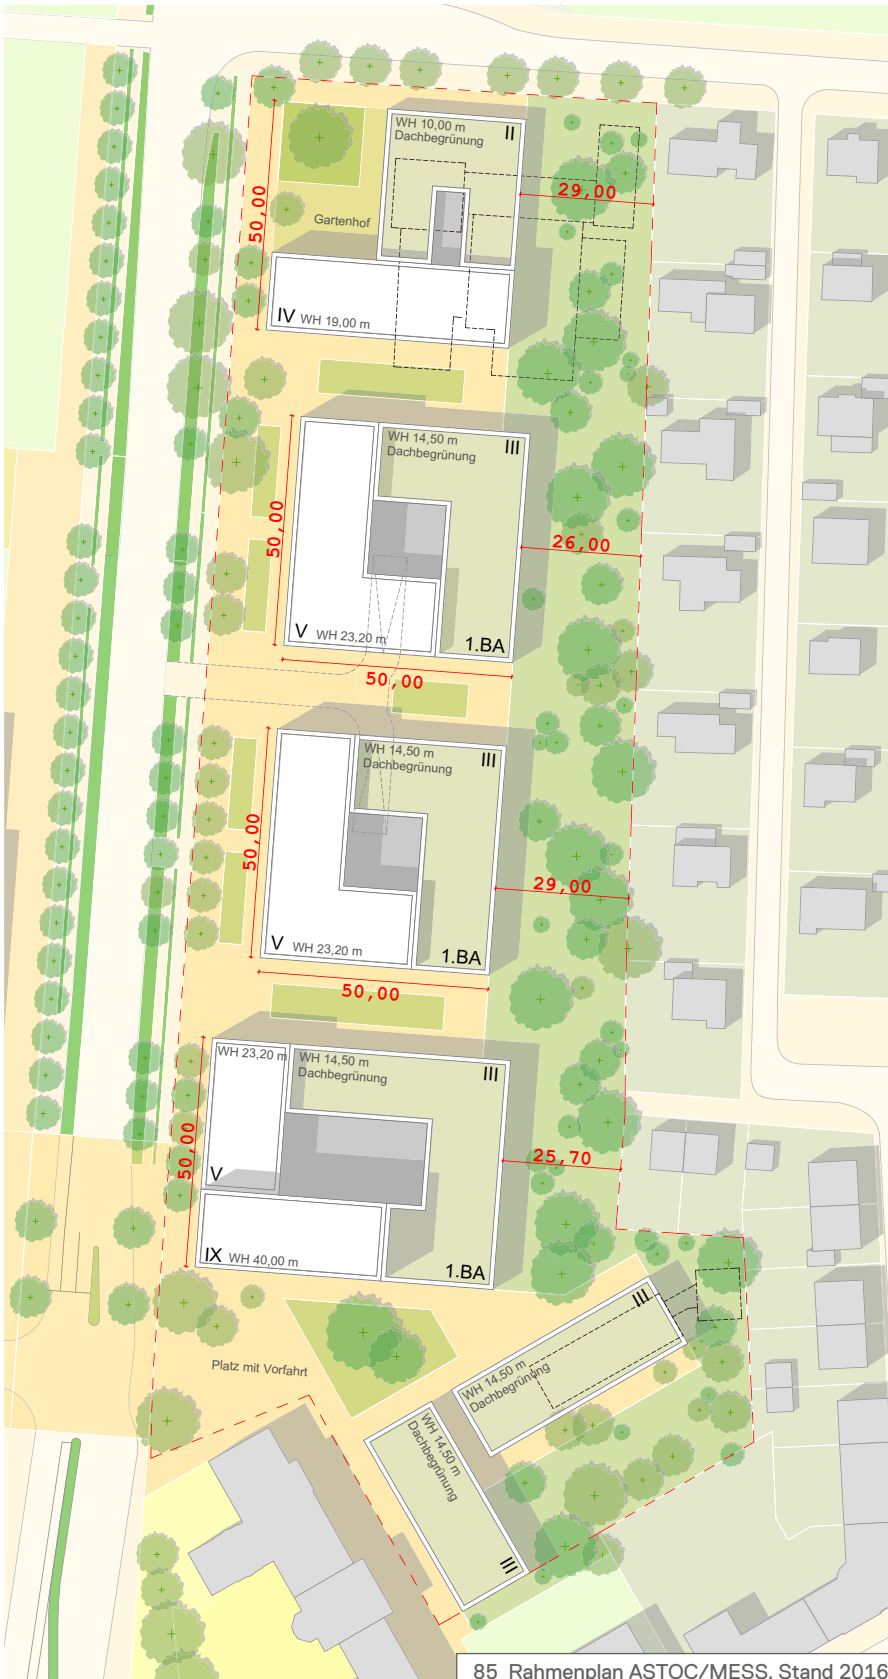 WH 10,00 m
Dachbegrünung
II
50,00
29,00
Gartenhof
IV WH 19,00 m
WH 14,50 m
Dachbegrünung
III
50,00
26,00
V WH 23,20 m
1.BA
50,00
WH 14,50 m
Dachbegrünung
III
50,00
29,00
V WH 23,20 m
1.BA
50,00
WH 23,20 m
WH 14,50 m
Dachbegrünung
III
50,00
25,70
V
IX WH 40,00 m
1.BA
III
Platz mit Vorfahrt
WH 14,50 m
Dachbegrünung
WH 14,50 m
Dachbegrünung
III
85 Rahmenplan ASTOC/MESS, Stand 2016